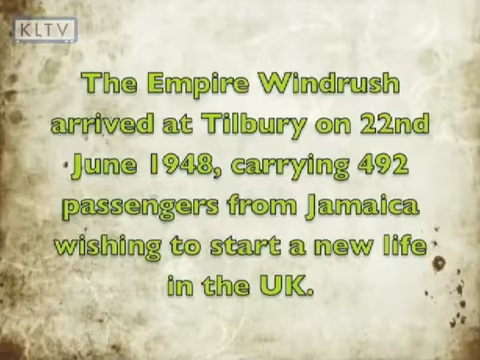 KLTV
The Empire Windrush
arrived at Tilbury on 22nd
June 1948, carrying 492
passengers from Jamaica
wishing to start a new life
in the UK.